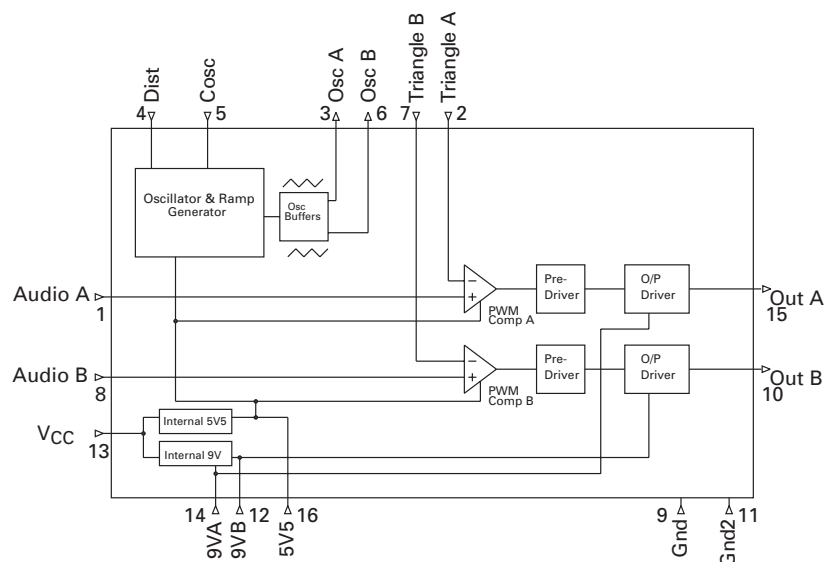 Dist
4
Cosc
5
Osc A
3
Osc B
6
Triangle B
7
Triangle A
2
Oscillator & Ramp
Generator
Osc
Buffers
Audio A
1
PWM
Comp A
Pre-
Driver
O/P
Driver
Out A
15
Audio B
8
PWM
Comp B
Pre-
Driver
O/P
Driver
Out B
10
VCC
13
Internal 5V5
Internal 9V
14
9VA
12
9VB
16
5V5
9
Gnd
11
Gnd2